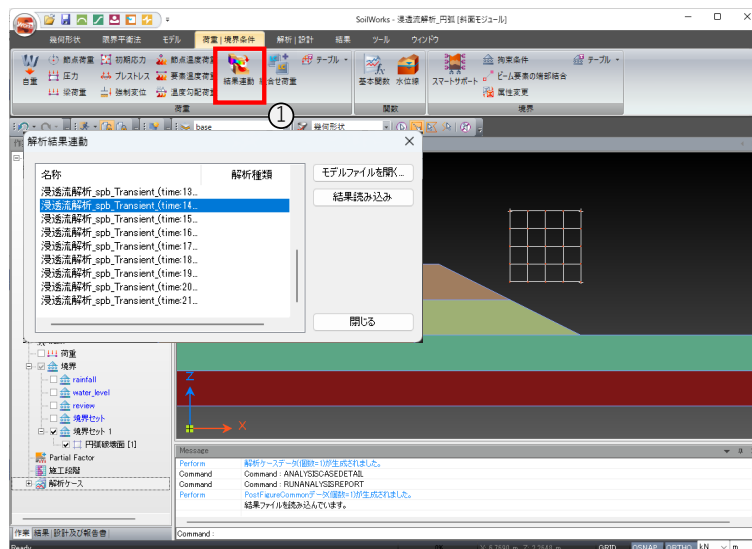 SoilWorks - 浸透流解析_円弧 [斜面モジュール]
幾何形状 限界平衡法 モデル 荷重|境界条件 解析|設計 結果 ツール ウィンドウ
自重
節点荷重 初期応力 節点温度荷重
圧力 プレストレス 要素温度荷重
梁荷重 強制変位 温度勾配荷重
結果連動
合せ荷重
テーブル
荷重
基本関数 水位線
関数
スマートサポート
拘束条件
ビーム要素の端部結合
属性変更
テーブル
境界
①
base
幾何形状
解析結果連動
名称 解析種類
浸透流解析_spb_Transient_(time:13...
浸透流解析_spb_Transient_(time:14...
浸透流解析_spb_Transient_(time:15...
浸透流解析_spb_Transient_(time:16...
浸透流解析_spb_Transient_(time:17...
浸透流解析_spb_Transient_(time:18...
浸透流解析_spb_Transient_(time:19...
浸透流解析_spb_Transient_(time:20...
浸透流解析_spb_Transient_(time:21...
モデルファイルを開く...
結果読み込み
閉じる
荷重
境界
rainfall
water_level
review
境界セット
境界セット 1
円弧破壊面 [1]
Partial Factor
施工段階
解析ケース
作業 結果 設計及び報告書
Z
X
Message
Perform 解析ケースデータ(個数=1)が生成されました。
Command Command : ANALYSISCASEDETAIL
Command Command : RUNANALYSISREPORT
Perform PostFigureCommonデータ(個数=1)が生成されました。
結果ファイルを読み込んでいます。
Command :
Ready
GRID OSNAP ORTHO kN m